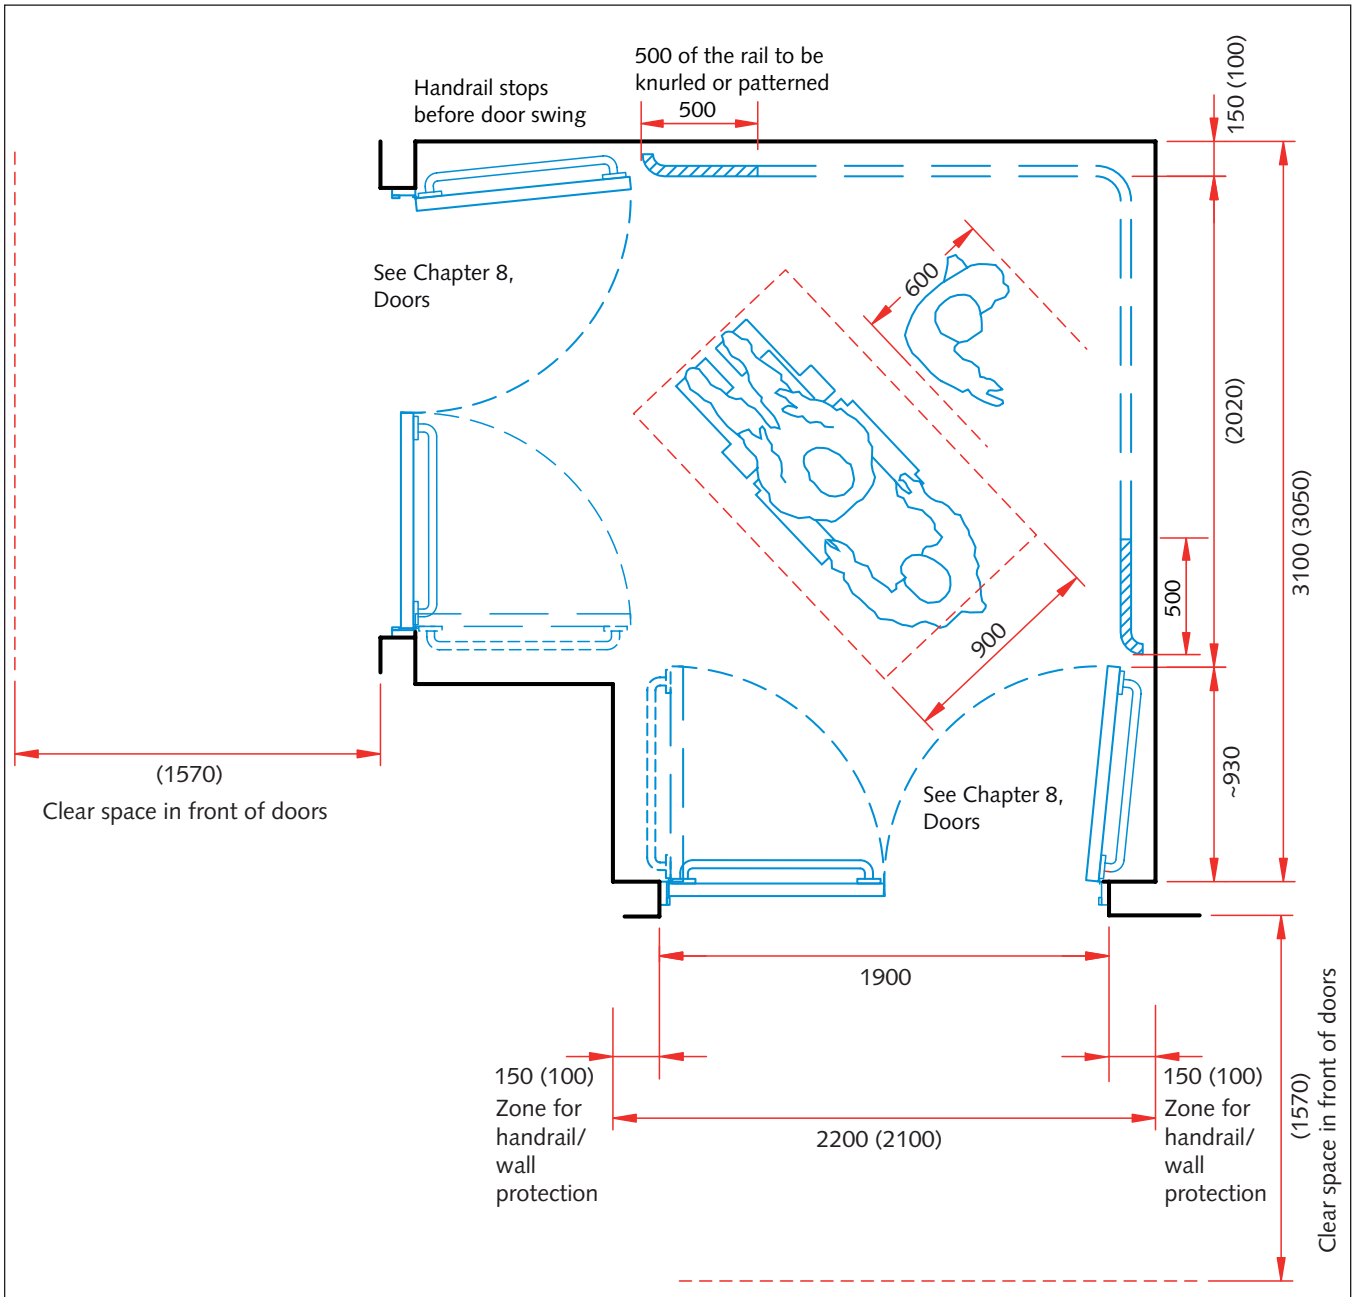 500 of the rail to be
knurled or patterned
500
Handrail stops
before door swing
150 (100)
See Chapter 8,
Doors
600
(2020)
3100 (3050)
500
900
~930
(1570)
Clear space in front of doors
See Chapter 8,
Doors
1900
150 (100)
Zone for
handrail/
wall
protection
2200 (2100)
150 (100)
Zone for
handrail/
wall
protection
(1570)
Clear space in front of doors